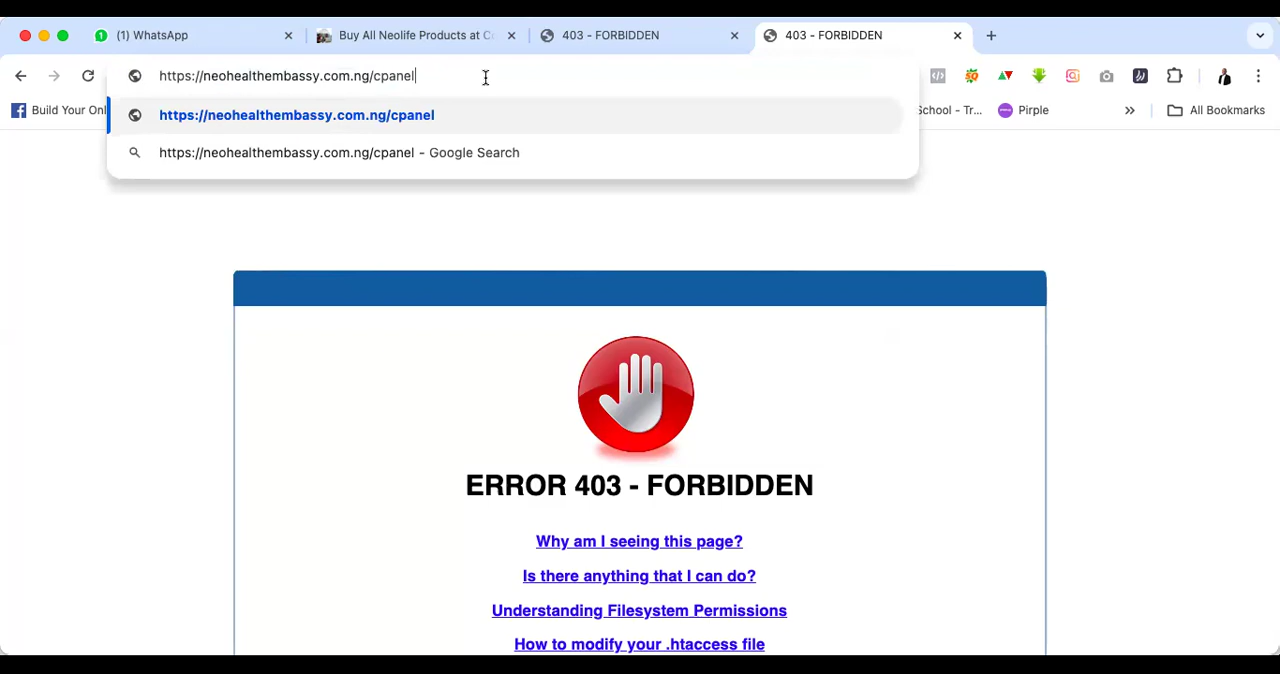 (1) WhatsApp
Buy All Neolife Products at Co
403 - FORBIDDEN
403 - FORBIDDEN
https://neohealthembassy.com.ng/cpanel
Build Your Onl
https://neohealthembassy.com.ng/cpanel
School - Tr...
Pirple
All Bookmarks
https://neohealthembassy.com.ng/cpanel - Google Search
ERROR 403 - FORBIDDEN
Why am I seeing this page?
Is there anything that I can do?
Understanding Filesystem Permissions
How to modify your .htaccess file